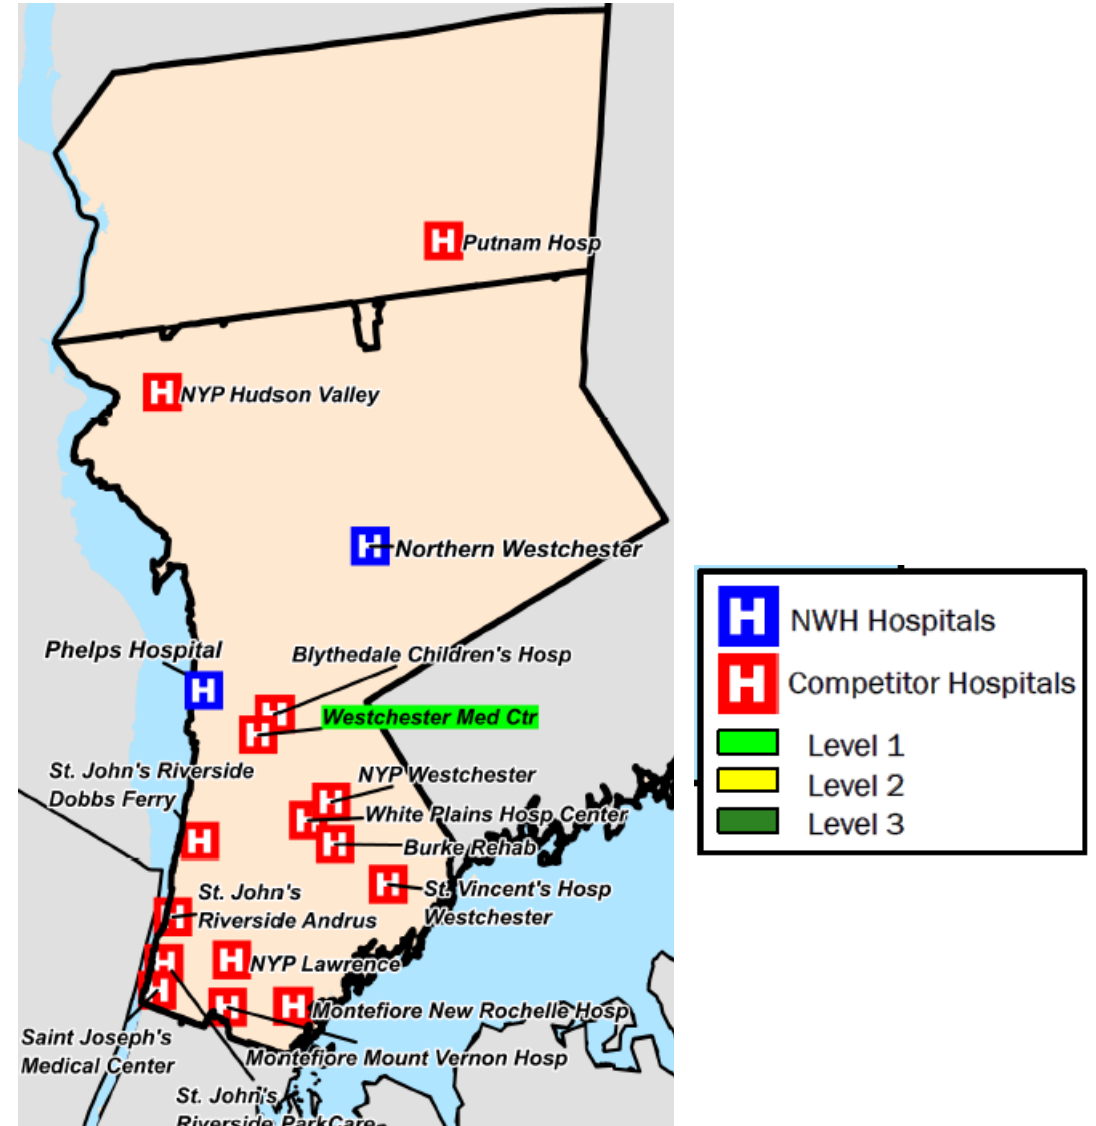 Putnam Hosp
NYP Hudson Valley
Northern Westchester
Phelps Hospital
Blythedale Children's Hosp
Westchester Med Ctr
St. John's Riverside
Dobbs Ferry
NYP Westchester
White Plains Hosp Center
Burke Rehab
St. Vincent's Hosp
Westchester
St. John's
Riverside Andrus
NYP Lawrence
Montefiore New Rochelle Hosp
Saint Joseph's
Medical Center
Montefiore Mount Vernon Hosp
St. John's
Riverside ParkCare
H NWH Hospitals
H Competitor Hospitals
Level 1
Level 2
Level 3